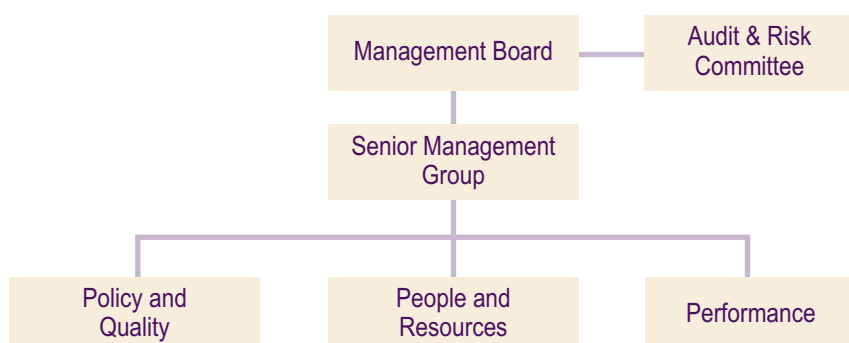 Management Board
Audit & Risk
Committee
Senior Management
Group
Policy and
Quality
People and
Resources
Performance